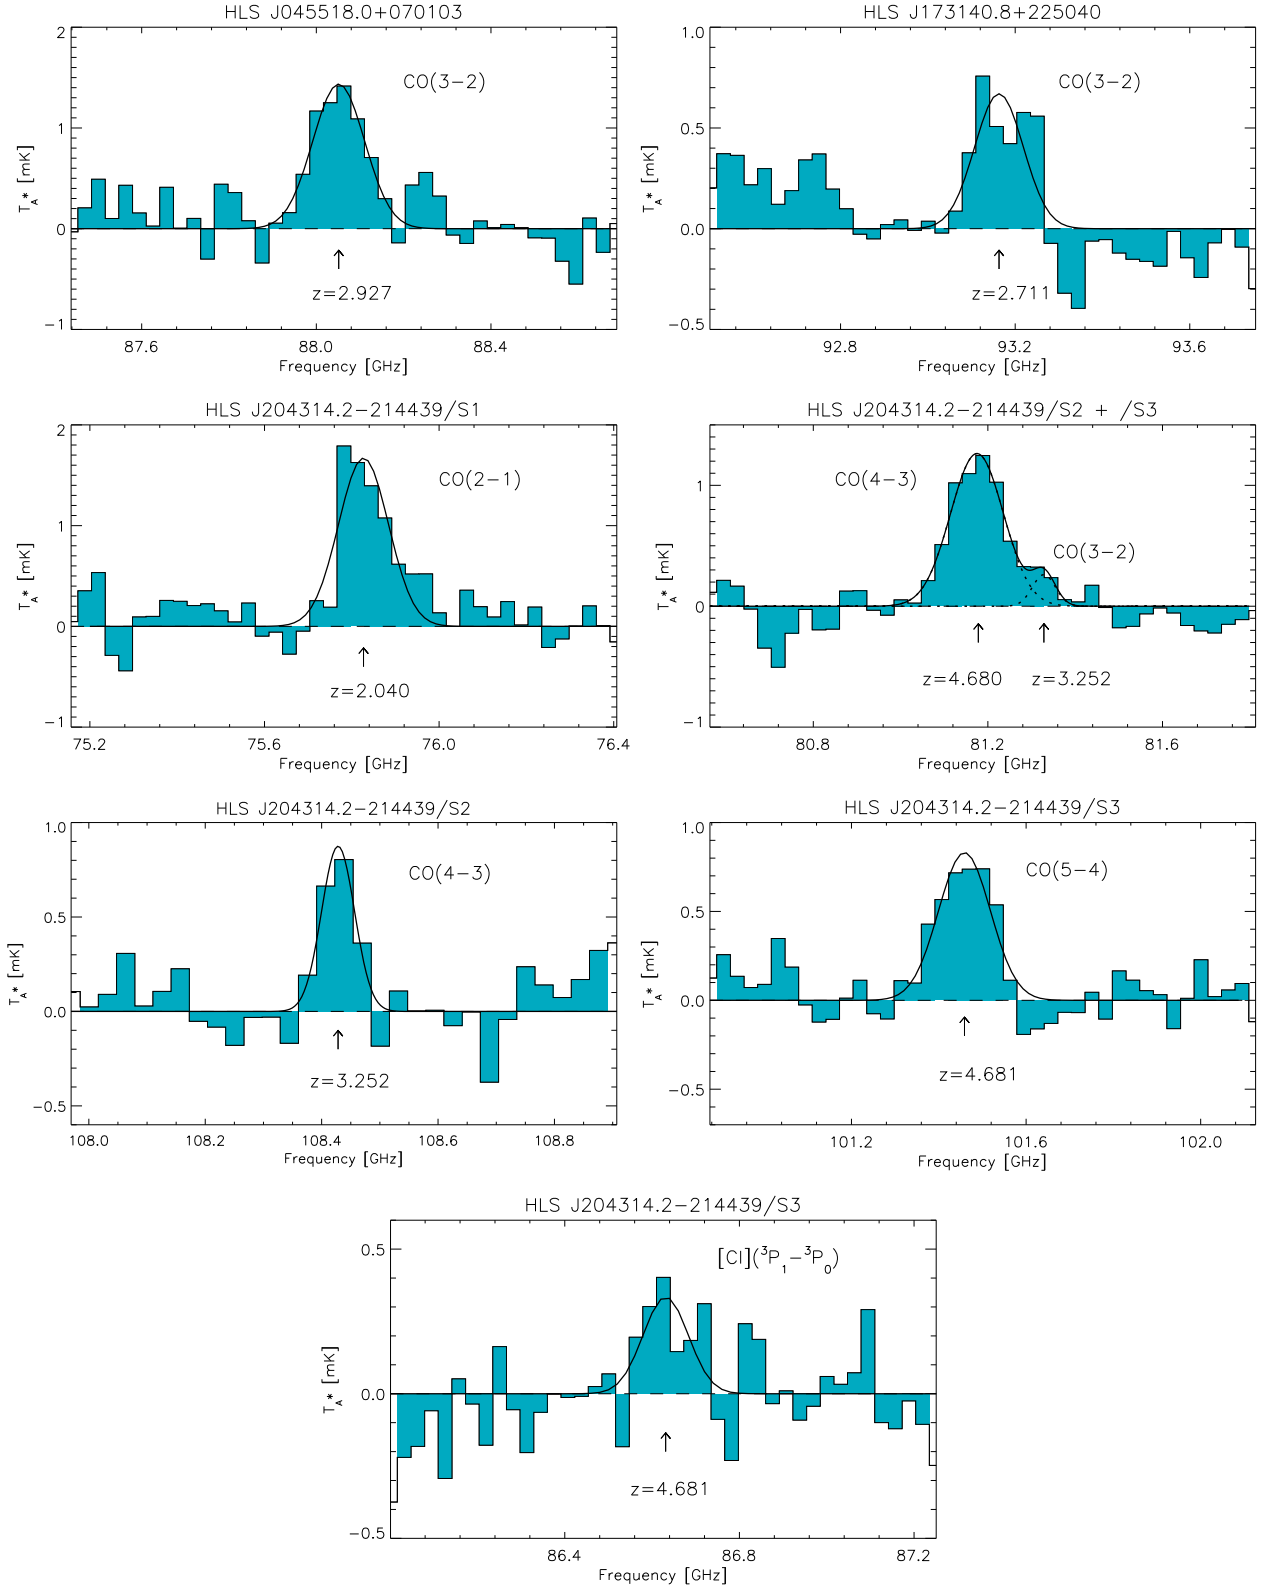 HLS J045518.0+070103
CO(3−2)
z=2.927
2
1
0
−1
T_A* [mK]
87.6 88.0 88.4
Frequency [GHz]
HLS J173140.8+225040
CO(3−2)
z=2.711
1.0
0.5
0.0
−0.5
T_A* [mK]
92.8 93.2 93.6
Frequency [GHz]
HLS J204314.2−214439/S1
CO(2−1)
z=2.040
2
1
0
−1
T_A* [mK]
75.2 75.6 76.0 76.4
Frequency [GHz]
HLS J204314.2−214439/S2 + /S3
CO(4−3)
CO(3−2)
z=4.680 z=3.252
1
0
−1
T_A* [mK]
80.8 81.2 81.6
Frequency [GHz]
HLS J204314.2−214439/S2
CO(4−3)
z=3.252
1.0
0.5
0.0
−0.5
T_A* [mK]
108.0 108.2 108.4 108.6 108.8
Frequency [GHz]
HLS J204314.2−214439/S3
CO(5−4)
z=4.681
1.0
0.5
0.0
−0.5
T_A* [mK]
101.2 101.6 102.0
Frequency [GHz]
HLS J204314.2−214439/S3
[CI](³P₁−³P₀)
z=4.681
0.5
0.0
−0.5
T_A* [mK]
86.4 86.8 87.2
Frequency [GHz]